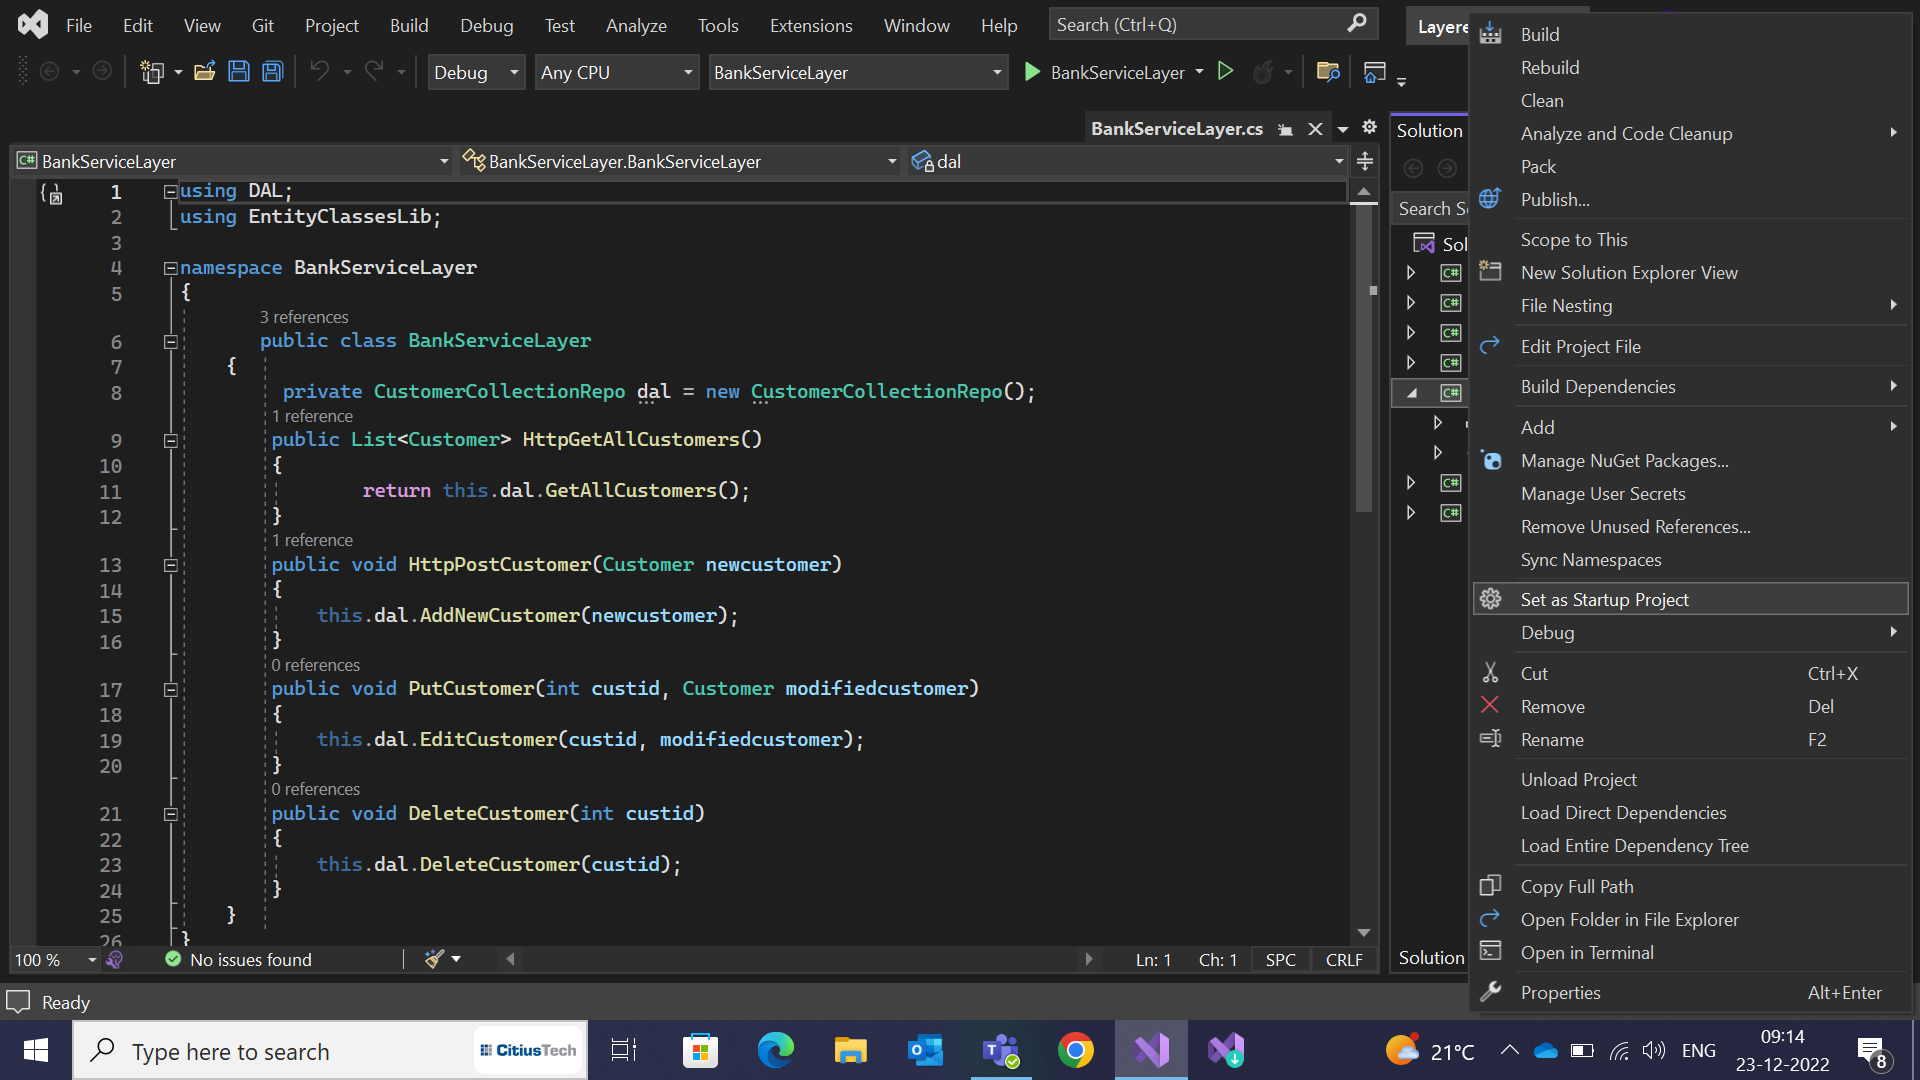 File Edit View Git Project Build Debug Test Analyze Tools Extensions Window Help Search (Ctrl+Q)
Debug Any CPU BankServiceLayer BankServiceLayer
BankServiceLayer.cs
C# BankServiceLayer BankServiceLayer.BankServiceLayer dal
1 using DAL;
2 using EntityClassesLib;
3
4 namespace BankServiceLayer
5 {
3 references
6 public class BankServiceLayer
7 {
8 private CustomerCollectionRepo dal = new CustomerCollectionRepo();
1 reference
9 public List<Customer> HttpGetAllCustomers()
10 {
11 return this.dal.GetAllCustomers();
12 }
1 reference
13 public void HttpPostCustomer(Customer newcustomer)
14 {
15 this.dal.AddNewCustomer(newcustomer);
16 }
0 references
17 public void PutCustomer(int custid, Customer modifiedcustomer)
18 {
19 this.dal.EditCustomer(custid, modifiedcustomer);
20 }
0 references
21 public void DeleteCustomer(int custid)
22 {
23 this.dal.DeleteCustomer(custid);
24 }
25 }
26 }
100 % No issues found Ln: 1 Ch: 1 SPC CRLF
Ready
Layere
Solution
Search S
Sol
C#
C#
C#
C#
C#
C#
C#
Solution
Build
Rebuild
Clean
Analyze and Code Cleanup
Pack
Publish...
Scope to This
New Solution Explorer View
File Nesting
Edit Project File
Build Dependencies
Add
Manage NuGet Packages...
Manage User Secrets
Remove Unused References...
Sync Namespaces
Set as Startup Project
Debug
Cut Ctrl+X
Remove Del
Rename F2
Unload Project
Load Direct Dependencies
Load Entire Dependency Tree
Copy Full Path
Open Folder in File Explorer
Open in Terminal
Properties Alt+Enter
Type here to search CitiusTech 21°C ENG 09:14
23-12-2022
8